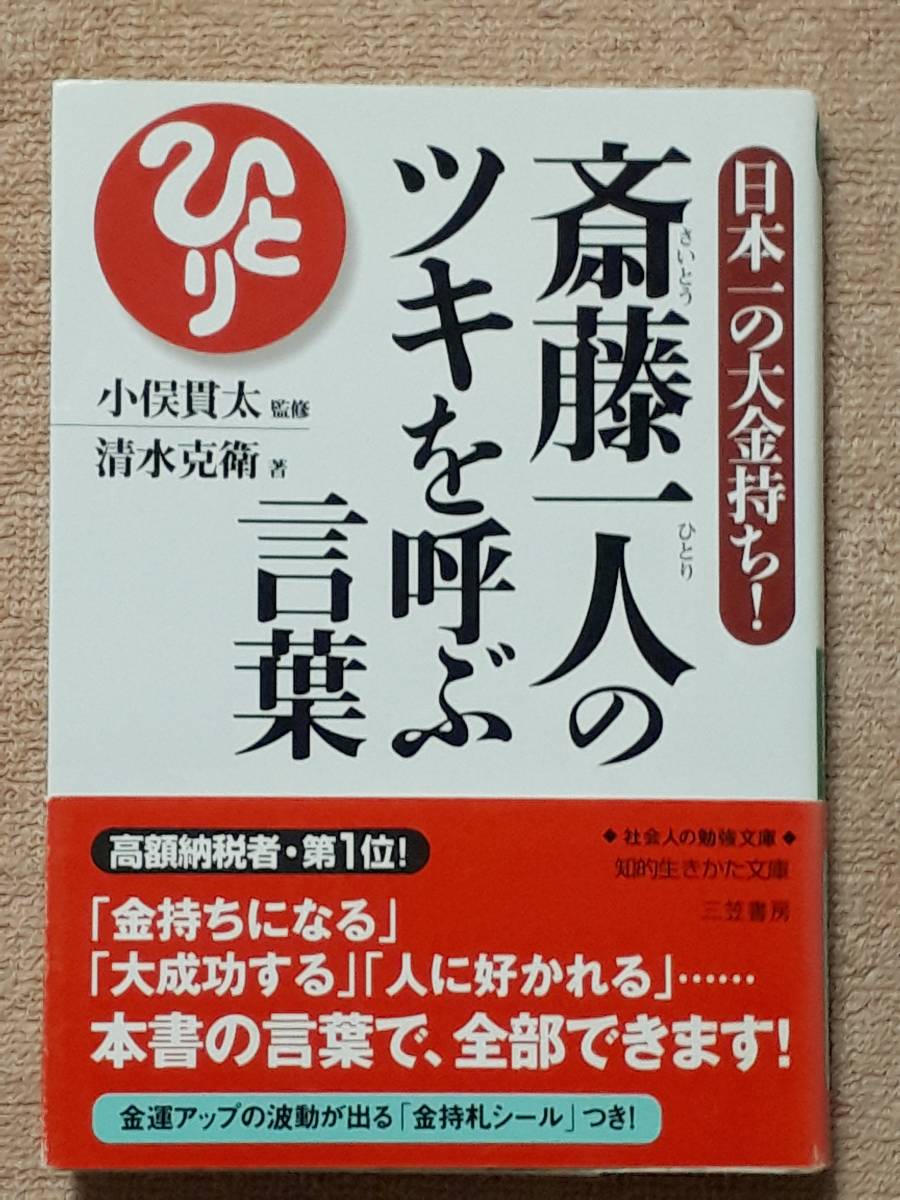 日本一の大金持ち!
斎藤一人の
さいとう
ひとり
ツキを呼ぶ
言葉
ひとり
小俣貫太 監修
清水克衛 著
高額納税者・第1位!
「金持ちになる」
「大成功する」「人に好かれる」……
本書の言葉で、全部できます!
金運アップの波動が出る「金持札シール」つき!
◆社会人の勉強文庫◆
知的生きかた文庫
三笠書房